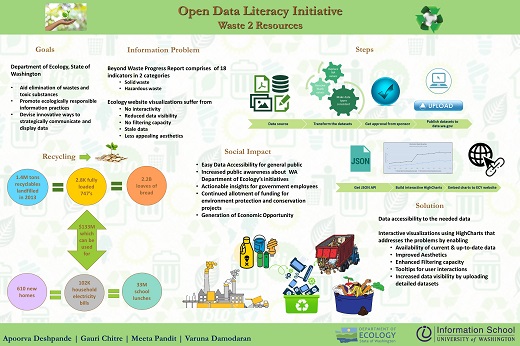 Open Data Literacy Initiative
Waste 2 Resources
Goals
Department of Ecology, State of
Washington
• Aid elimination of wastes and
toxic substances
• Promote ecologically responsible
information practices
• Devise innovative ways to
strategically communicate and
display data
Information Problem
Beyond Waste Progress Report comprises of 18
indicators in 2 categories
• Solid waste
• Hazardous waste
Ecology website visualizations suffer from
• No interactivity
• Reduced data visibility
• No filtering capacity
• Stale data
• Less appealing aesthetics
Steps
UPLOAD
Data source
Transform the datasets
Get approval from sponsor
Publish datasets to
data.wa.gov
JSON
Get JSON API
Build interactive HighCharts
Embed charts to ECY website
Recycling
1.4M tons
recyclables
landfilled
in 2013
2.8K fully
loaded
747's
2.2B
loaves of
bread
$133M
which can
be used
for
610 new
homes
102K
household
electricity
bills
33M
school
lunches
Social Impact
• Easy Data Accessibility for general public
• Increased public awareness about WA
Department of Ecology's initiatives
• Actionable insights for government employees
• Continued allotment of funding for
environment protection and conservation
projects
• Generation of Economic Opportunity
Solution
Data accessibility to the needed data
Interactive visualizations using HighCharts that
addresses the problems by enabling
• Availability of current & up-to-date data
• Improved Aesthetics
• Enhanced Filtering capacity
• Tooltips for user interactions
• Increased data visibility by uploading
detailed datasets
Apoorva Deshpande | Gauri Chitre | Meeta Pandit | Varuna Damodaran
DEPARTMENT OF
ECOLOGY
State of Washington
Information School
UNIVERSITY of WASHINGTON